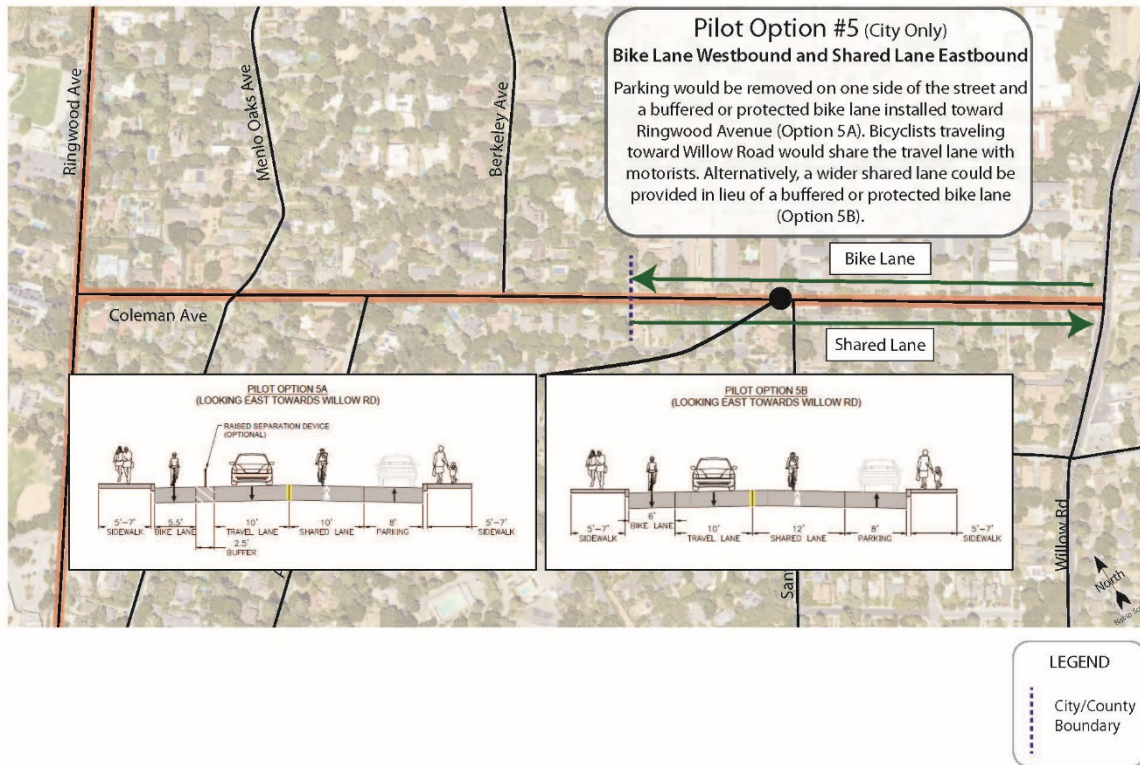 Pilot Option #5 (City Only)
Bike Lane Westbound and Shared Lane Eastbound
Parking would be removed on one side of the street and
a buffered or protected bike lane installed toward
Ringwood Avenue (Option 5A). Bicyclists traveling
toward Willow Road would share the travel lane with
motorists. Alternatively, a wider shared lane could be
provided in lieu of a buffered or protected bike lane
(Option 5B).
Ringwood Ave
Menlo Oaks Ave
Berkeley Ave
Bike Lane
Coleman Ave
Shared Lane
PILOT OPTION 5A
(LOOKING EAST TOWARDS WILLOW RD)
RAISED SEPARATION DEVICE
(OPTIONAL)
5'-7' 5.5' 10' 10' 8' 5'-7'
SIDEWALK BIKE LANE TRAVEL LANE SHARED LANE PARKING SIDEWALK
2.5'
BUFFER
PILOT OPTION 5B
(LOOKING EAST TOWARDS WILLOW RD)
5'-7' 6' 10' 12' 8' 5'-7'
SIDEWALK BIKE LANE TRAVEL LANE SHARED LANE PARKING SIDEWALK
San
Willow Rd
North
LEGEND
City/County
Boundary